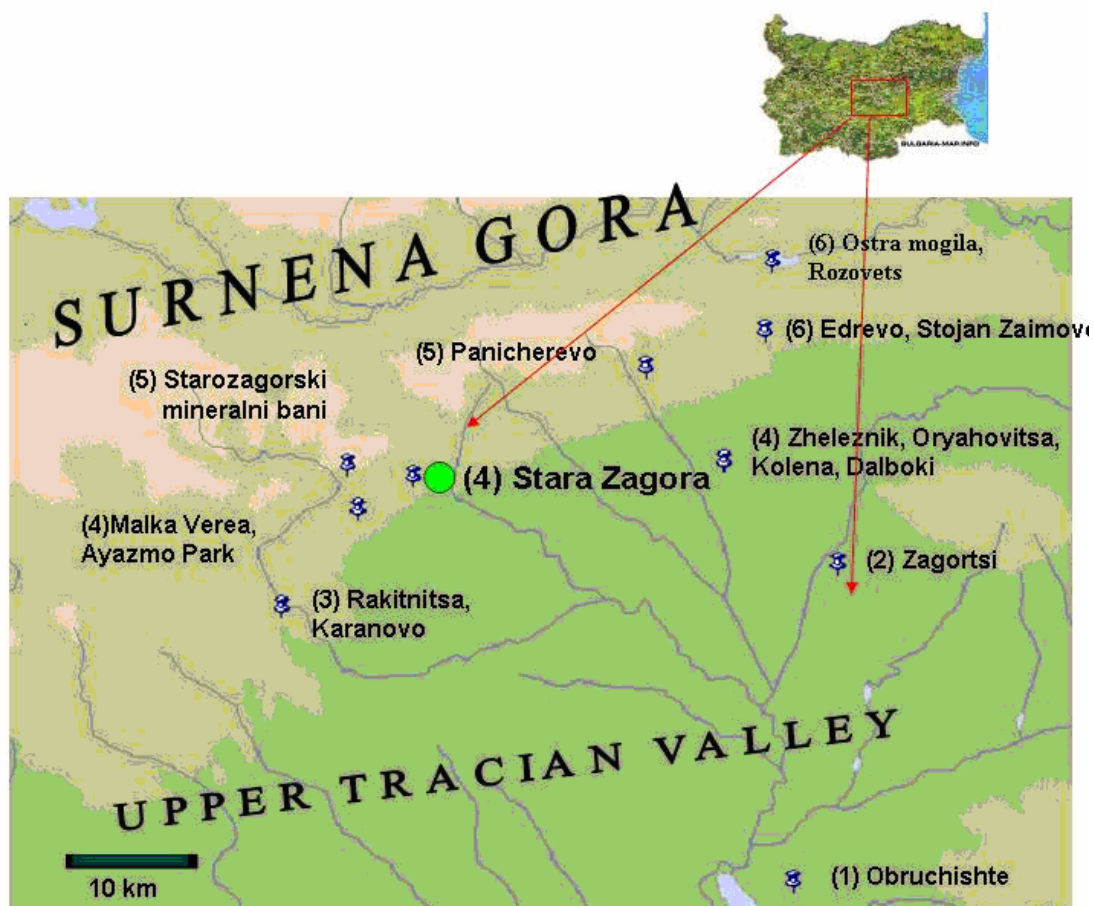 BULGARIA-MAP.INFO
SURNENA GORA
(6) Ostra mogila,
Rozovets
(6) Edrevo, Stojan Zaimovo
(5) Panicherevo
(5) Starozagorski
mineralni bani
(4) Zheleznik, Oryahovitsa,
Kolena, Dalboki
(4) Stara Zagora
(4)Malka Verea,
Ayazmo Park
(2) Zagortsi
(3) Rakitnitsa,
Karanovo
UPPER TRACIAN VALLEY
10 km
(1) Obruchishte